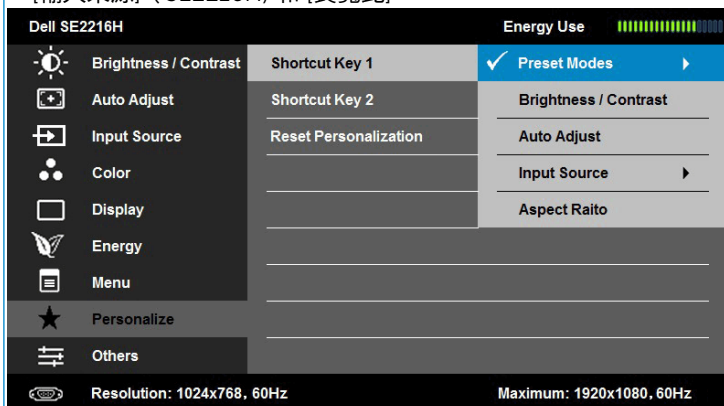 Dell SE2216H Energy Use
Brightness / Contrast Shortcut Key 1 Preset Modes
Auto Adjust Shortcut Key 2 Brightness / Contrast
Input Source Reset Personalization Auto Adjust
Color Input Source
Display Aspect Raito
Energy
Menu
Personalize
Others
Resolution: 1024x768, 60Hz Maximum: 1920x1080, 60Hz